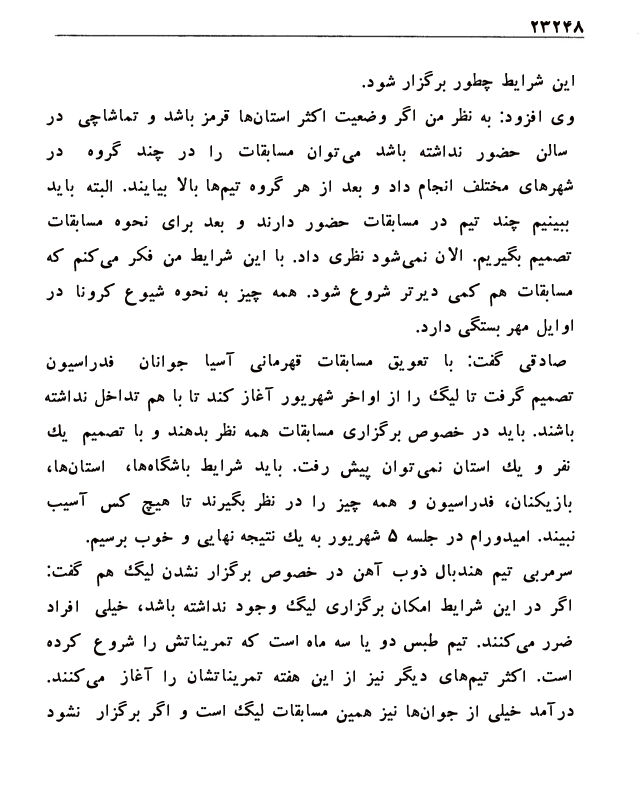 ۲۳۲۴۸
این شرایط چطور برگزار شود.
وی افزود: به نظر من اگر وضعیت اکثر استان‌ها قرمز باشد و تماشاچی در
سالن حضور نداشته باشد می‌توان مسابقات را در چند گروه در
شهرهای مختلف انجام داد و بعد از هر گروه تیم‌ها بالا بیایند. البته باید
ببینیم چند تیم در مسابقات حضور دارند و بعد برای نحوه مسابقات
تصمیم بگیریم. الان نمی‌شود نظری داد. با این شرایط من فکر می‌کنم که
مسابقات هم کمی دیرتر شروع شود. همه چیز به نحوه شیوع کرونا در
اوایل مهر بستگی دارد.
صادقی گفت: با تعویق مسابقات قهرمانی آسیا جوانان فدراسیون
تصمیم گرفت تا لیگ را از اواخر شهریور آغاز کند تا با هم تداخل نداشته
باشند. باید در خصوص برگزاری مسابقات همه نظر بدهند و با تصمیم یك
نفر و یك استان نمی‌توان پیش رفت. باید شرایط باشگاه‌ها، استان‌ها،
بازیکنان، فدراسیون و همه چیز را در نظر بگیرند تا هیچ کس آسیب
نبیند. امیدورام در جلسه ۵ شهریور به یك نتیجه نهایی و خوب برسیم.
سرمربی تیم هندبال ذوب آهن در خصوص برگزار نشدن لیگ هم گفت:
اگر در این شرایط امکان برگزاری لیگ وجود نداشته باشد، خیلی افراد
ضرر می‌کنند. تیم طبس دو یا سه ماه است که تمریناتش را شروع کرده
است. اکثر تیم‌های دیگر نیز از این هفته تمریناتشان را آغاز می‌کنند.
درآمد خیلی از جوان‌ها نیز همین مسابقات لیگ است و اگر برگزار نشود